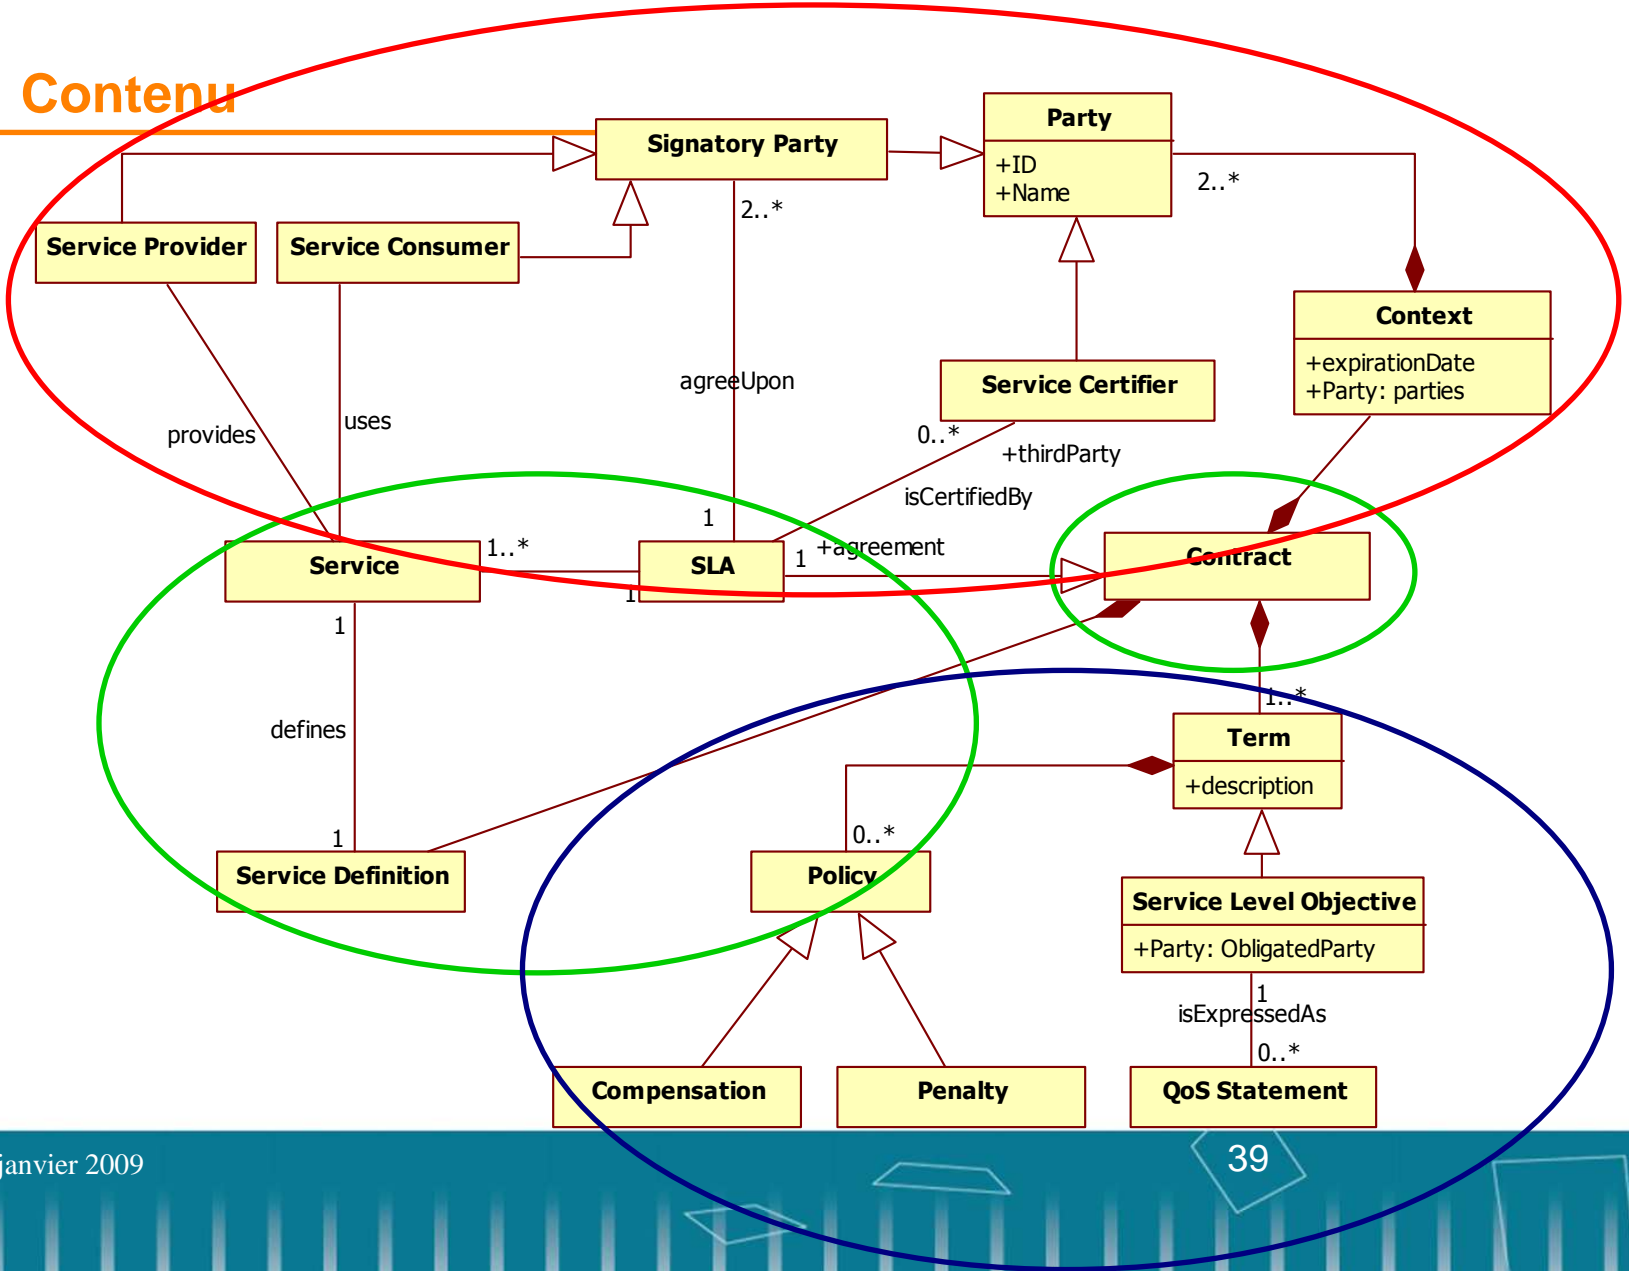 Contenu
Party
+ID
+Name
Signatory Party
2..*
2..*
Service Provider
Service Consumer
Context
+expirationDate
+Party: parties
Service Certifier
agreeUpon
provides
uses
0..*
+thirdParty
isCertifiedBy
1
1..*
+agreement
1
Service
SLA
Contract
1
1
1..*
defines
Term
+description
1
0..*
Service Definition
Policy
Service Level Objective
+Party: ObligatedParty
1
isExpressedAs
0..*
Compensation
Penalty
QoS Statement
janvier 2009
39